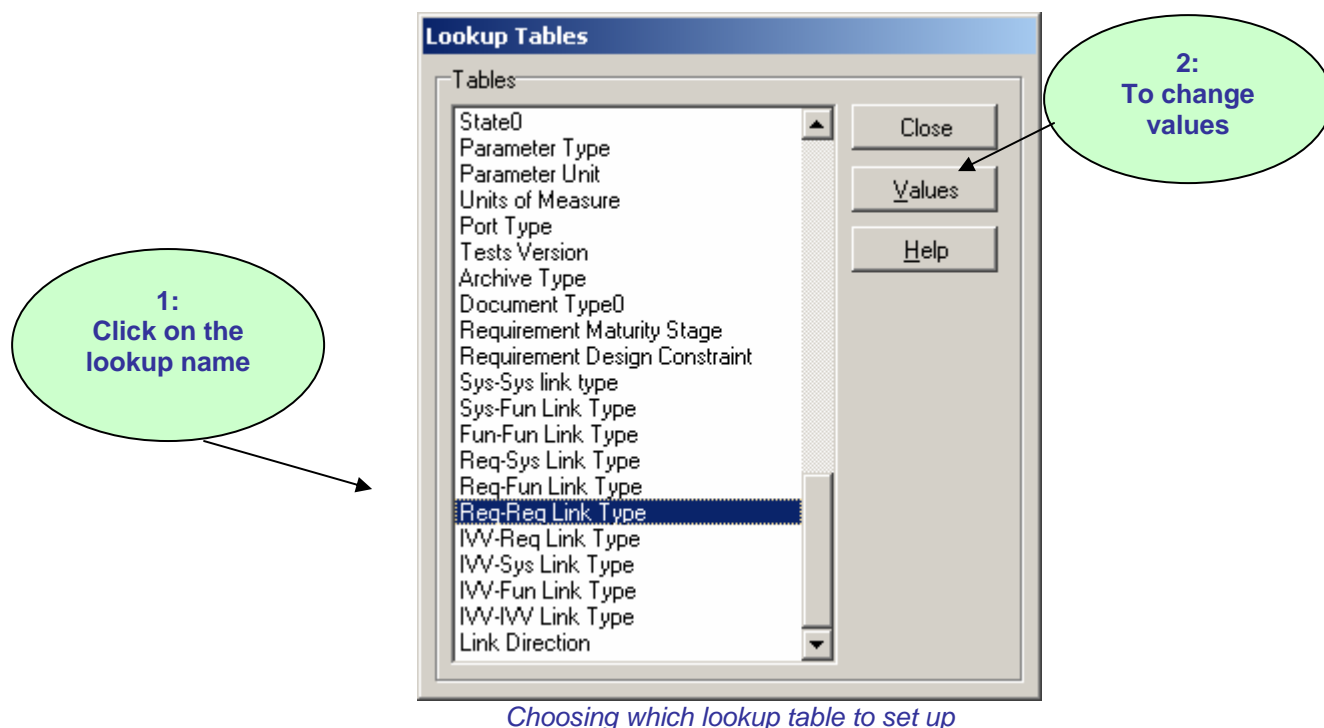 Lookup Tables
Tables
State0
Parameter Type
Parameter Unit
Units of Measure
Port Type
Tests Version
Archive Type
Document Type0
Requirement Maturity Stage
Requirement Design Constraint
Sys-Sys link type
Sys-Fun Link Type
Fun-Fun Link Type
Req-Sys Link Type
Req-Fun Link Type
Req-Req Link Type
IVV-Req Link Type
IVV-Sys Link Type
IVV-Fun Link Type
IVV-IVV Link Type
Link Direction
Close
Values
Help
1:
Click on the
lookup name
2:
To change
values
Choosing which lookup table to set up